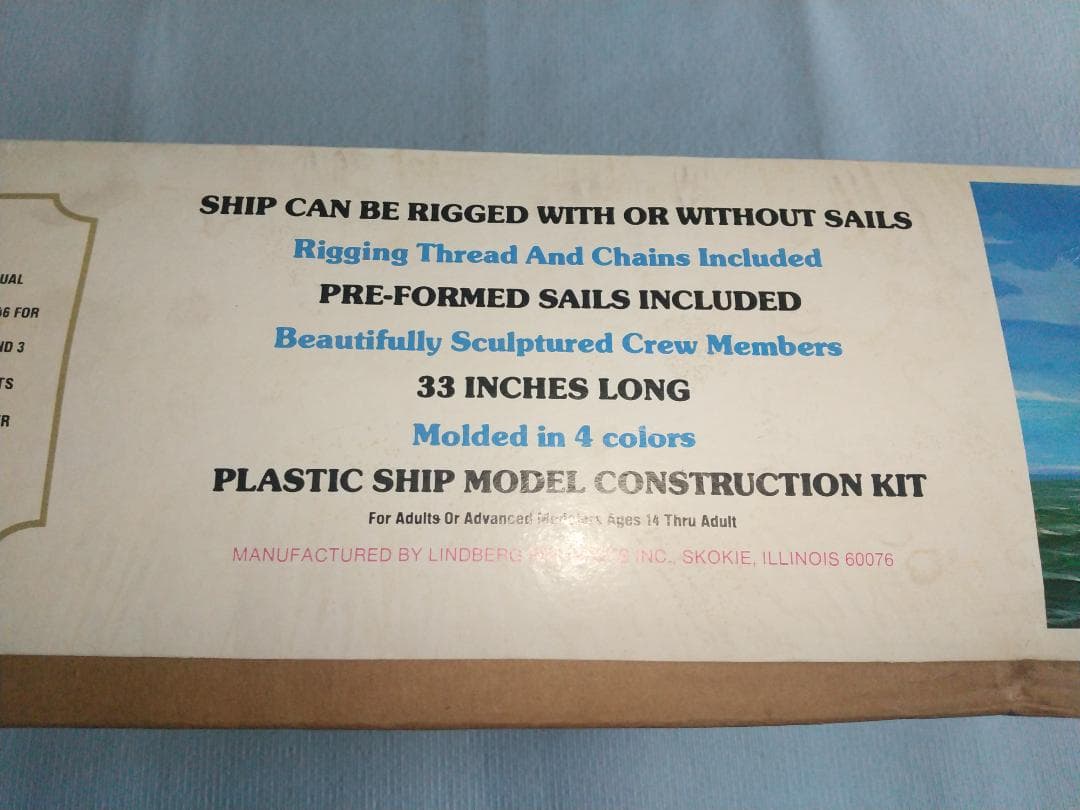 UAL
6 FOR
ND 3
TS
R
SHIP CAN BE RIGGED WITH OR WITHOUT SAILS
Rigging Thread And Chains Included
PRE-FORMED SAILS INCLUDED
Beautifully Sculptured Crew Members
33 INCHES LONG
Molded in 4 colors
PLASTIC SHIP MODEL CONSTRUCTION KIT
For Adults Or Advanced Modelers Ages 14 Thru Adult
MANUFACTURED BY LINDBERG INC., SKOKIE, ILLINOIS 60076